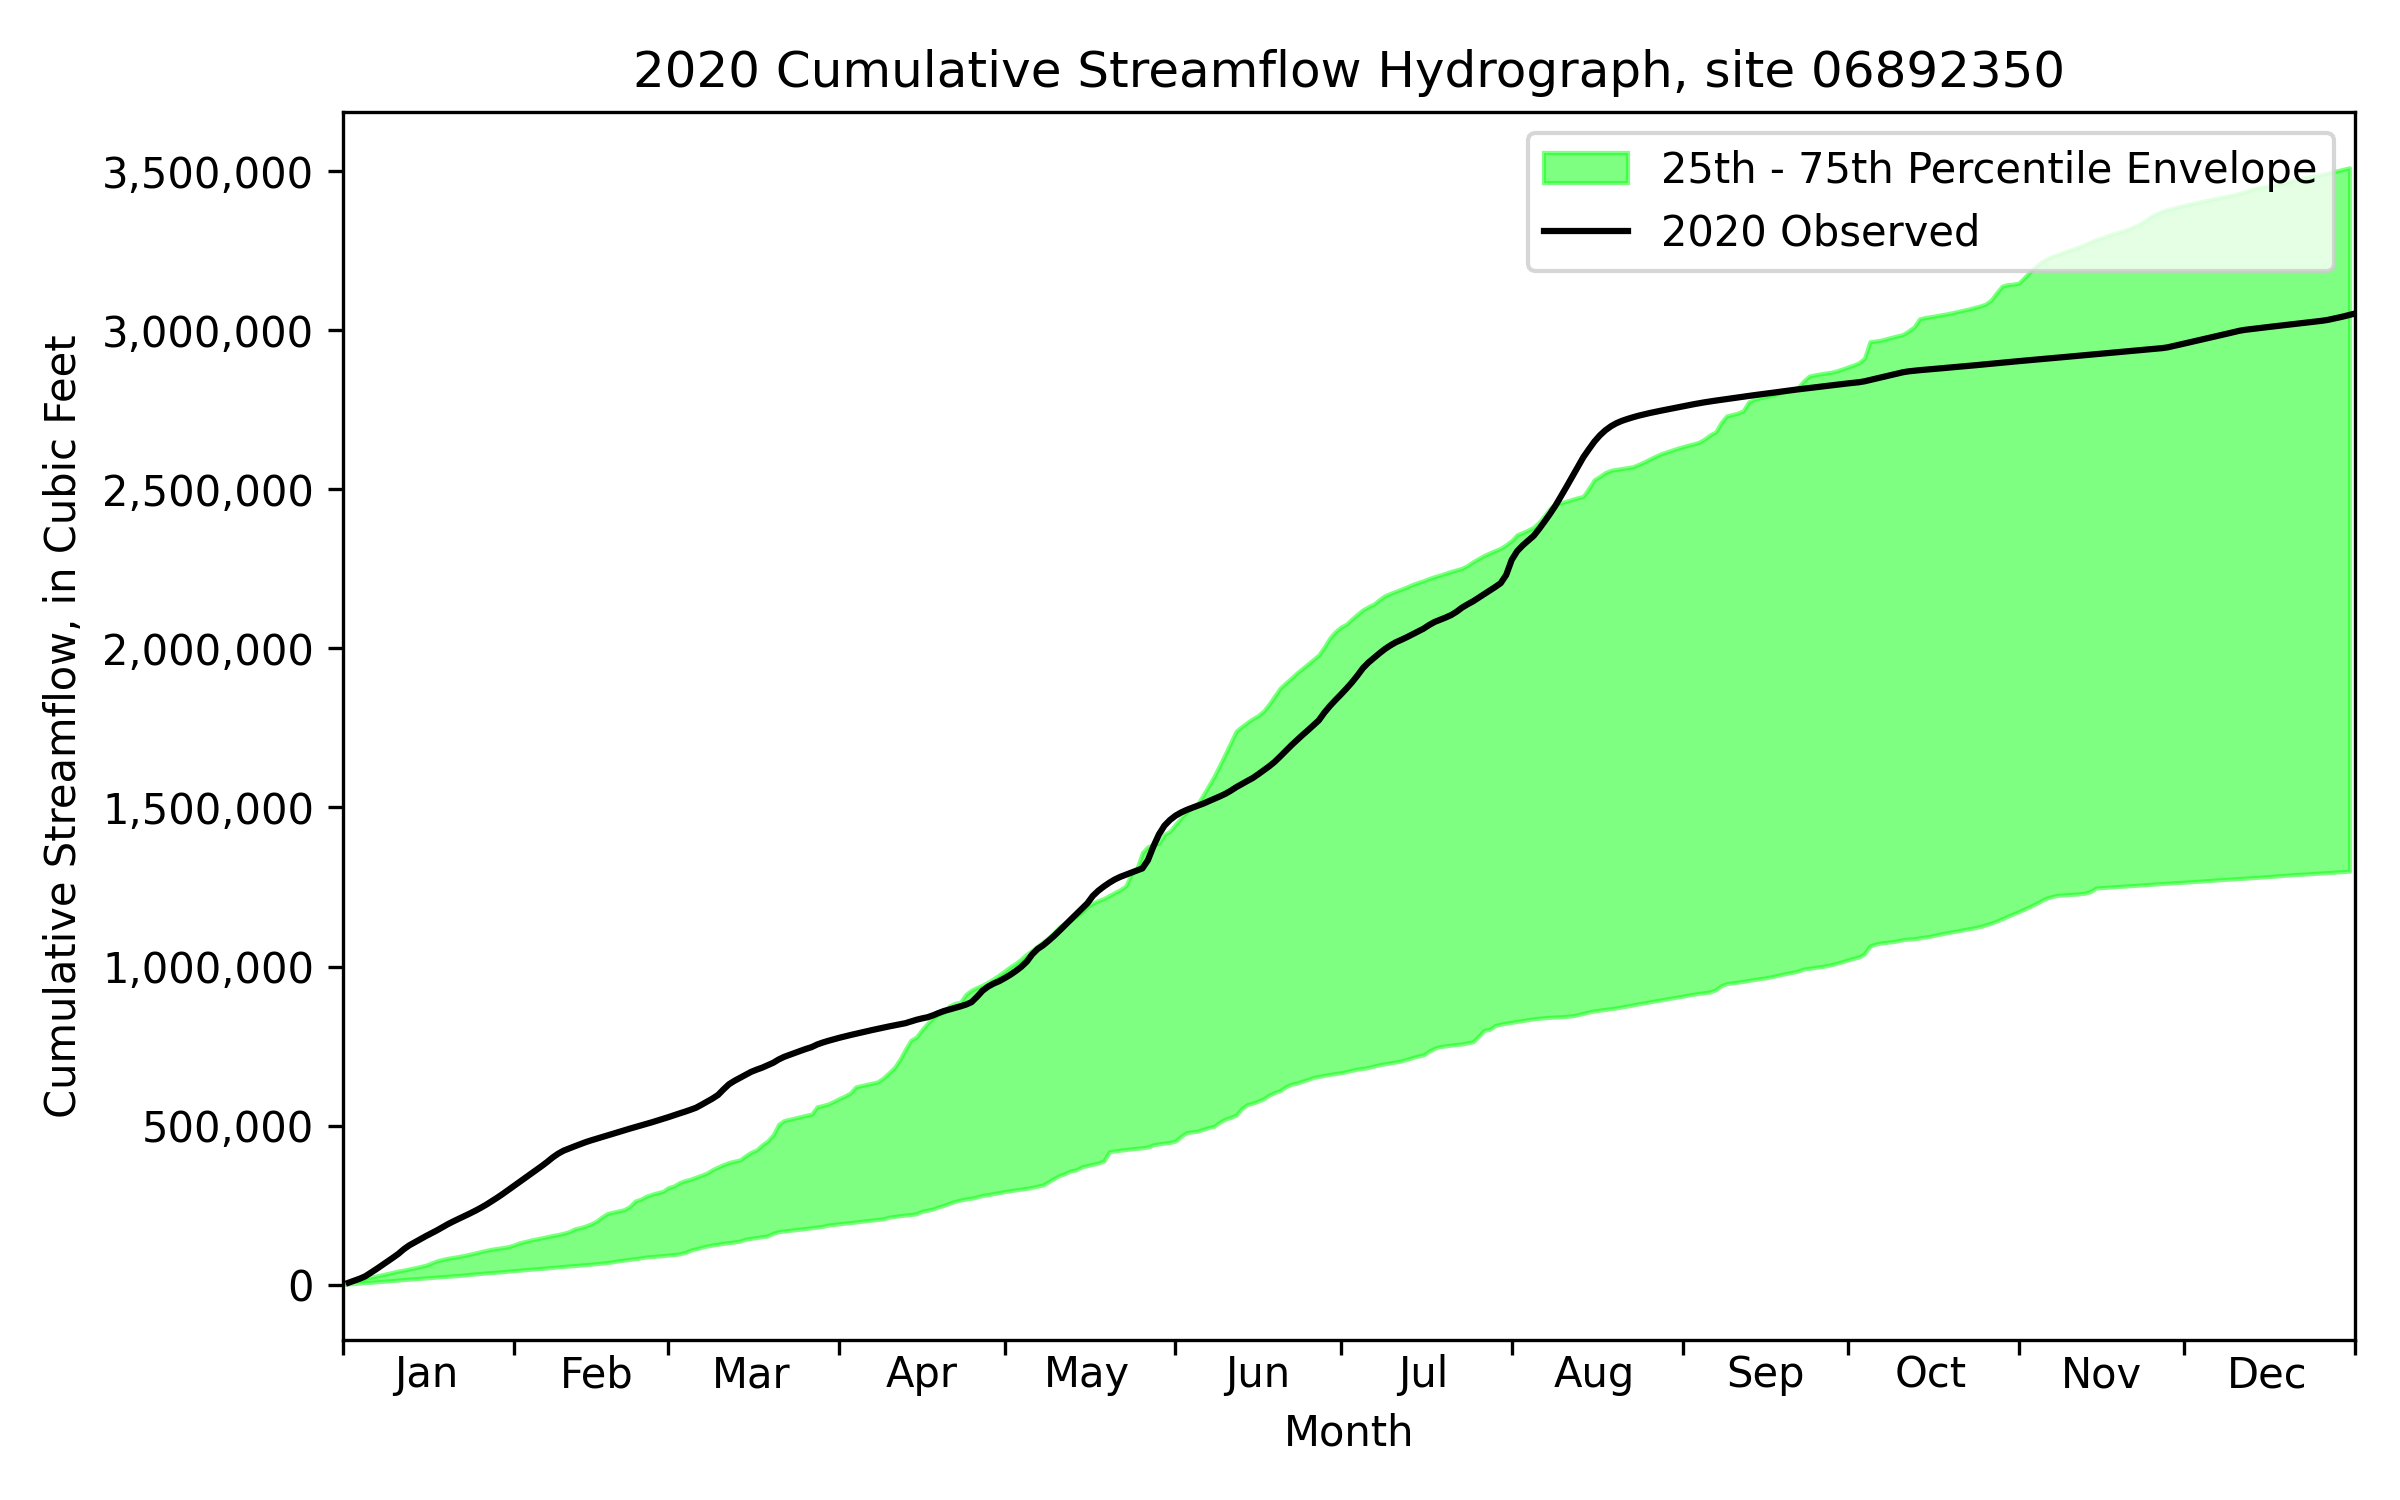 2020 Cumulative Streamflow Hydrograph, site 06892350
25th - 75th Percentile Envelope
2020 Observed
Cumulative Streamflow, in Cubic Feet
3,500,000
3,000,000
2,500,000
2,000,000
1,500,000
1,000,000
500,000
0
Jan Feb Mar Apr May Jun Jul Aug Sep Oct Nov Dec
Month